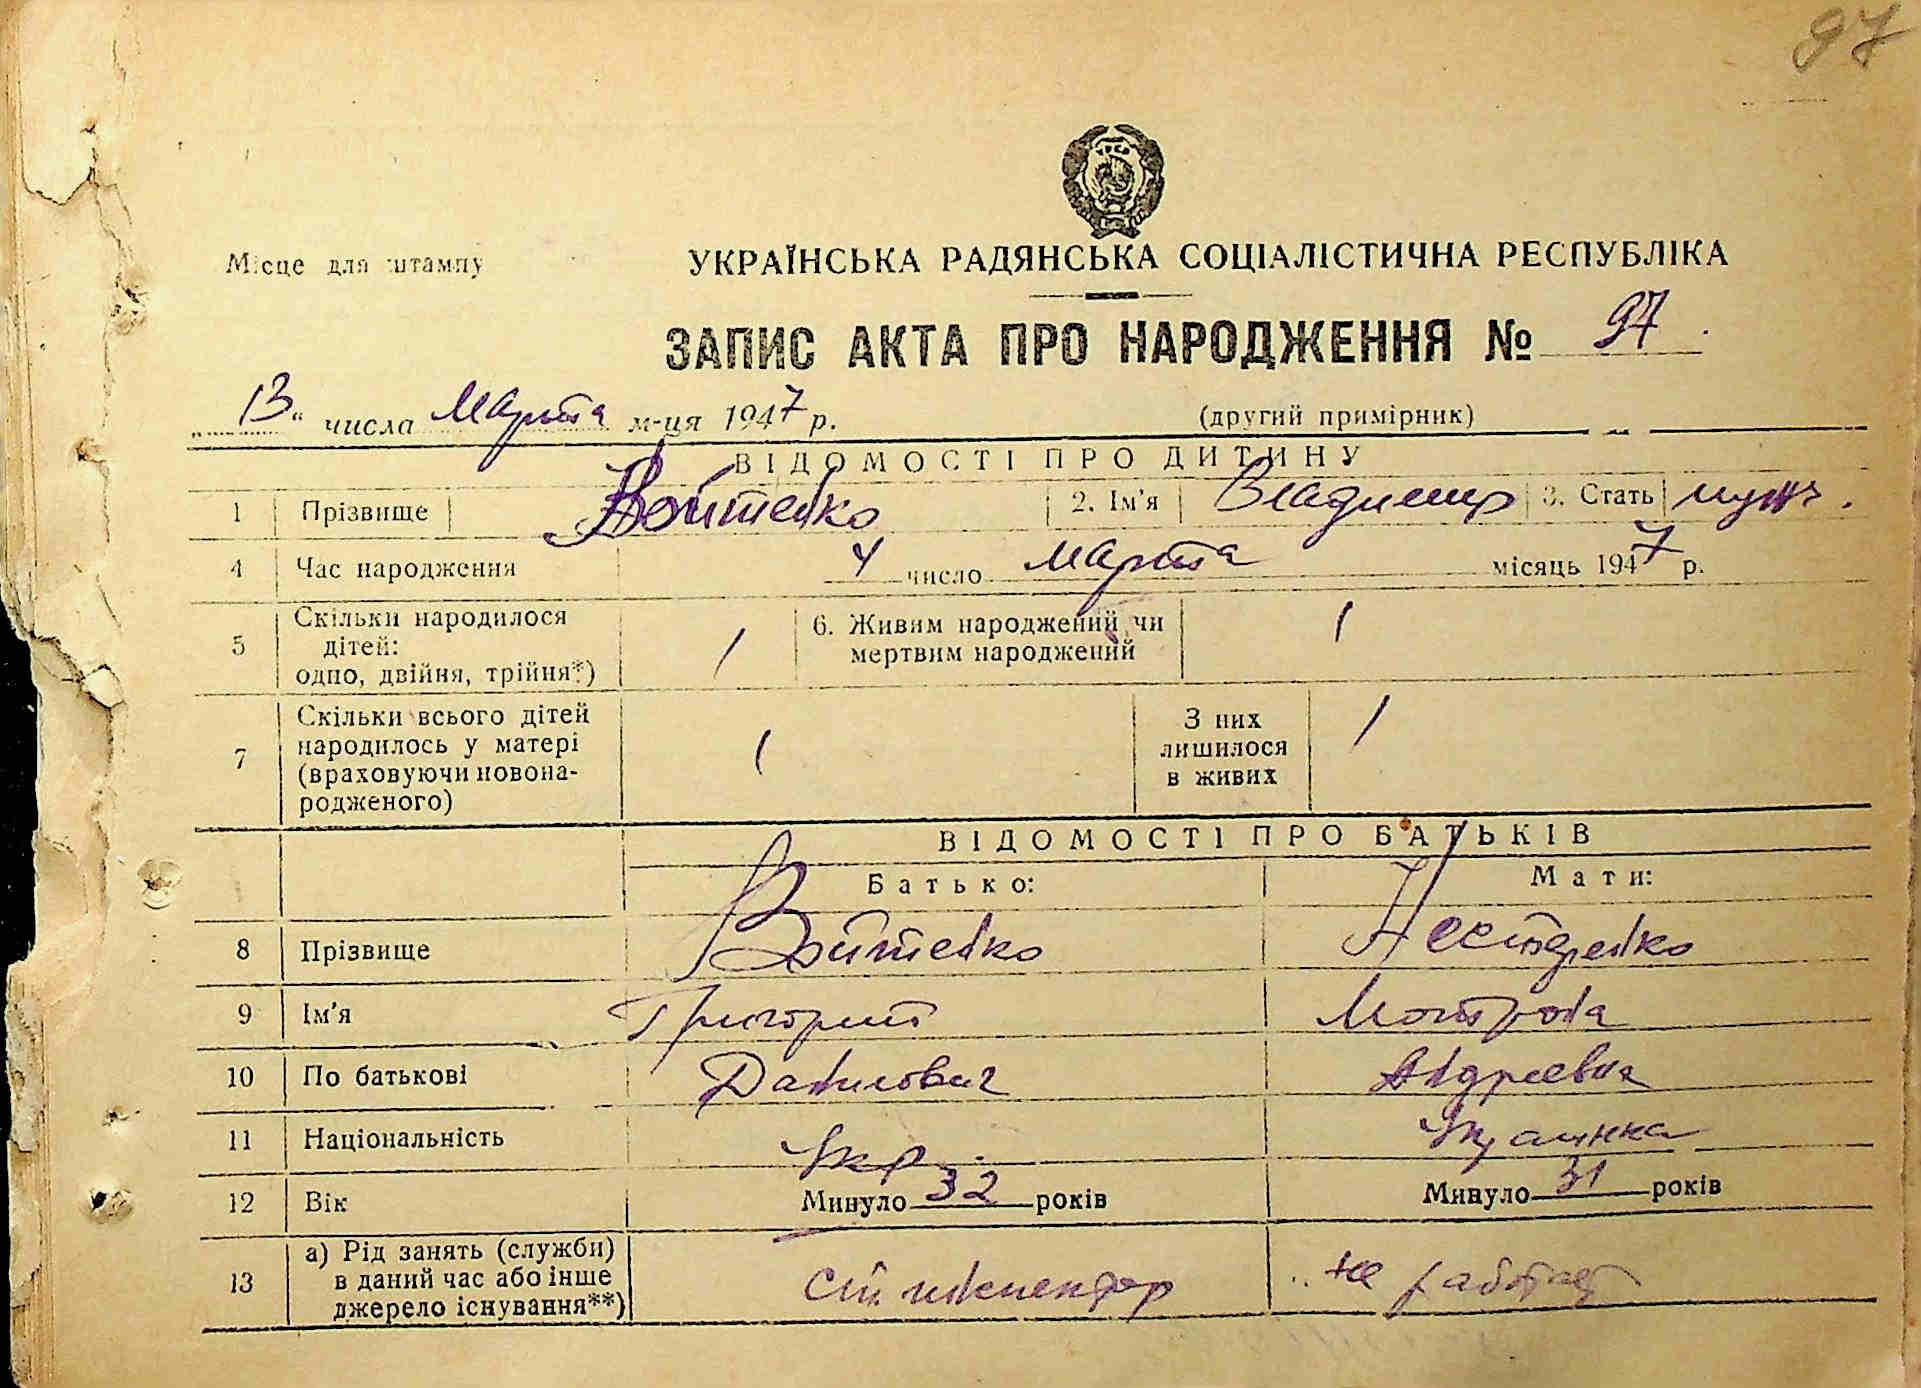 97
Місце для штампу
УКРАЇНСЬКА РАДЯНСЬКА СОЦІАЛІСТИЧНА РЕСПУБЛІКА
ЗАПИС АКТА ПРО НАРОДЖЕННЯ № 97
"13" числа Марта м-ця 1947 р. (другий примірник)
ВІДОМОСТІ ПРО ДИТИНУ
1 Прізвище Войтенко 2. Ім'я Владимир 3. Стать муж.
4 Час народження 4 число марта місяць 1947 р.
5 Скільки народилося дітей: одно, двійня, трійня*) 1 6. Живим народжений чи мертвим народжений 1
7 Скільки всього дітей народилось у матері (враховуючи новонародженого) 1 З них лишилося в живих 1
ВІДОМОСТІ ПРО БАТЬКІВ
Батько: Мати:
8 Прізвище Войтенко Нестеренко
9 Ім'я Григорий Мотрона
10 По батькові Данилович Андреевна
11 Національність Укр. Украинка
12 Вік Минуло 32 років Минуло 31 років
13 а) Рід занять (служби) в даний час або інше джерело існування**) не работает